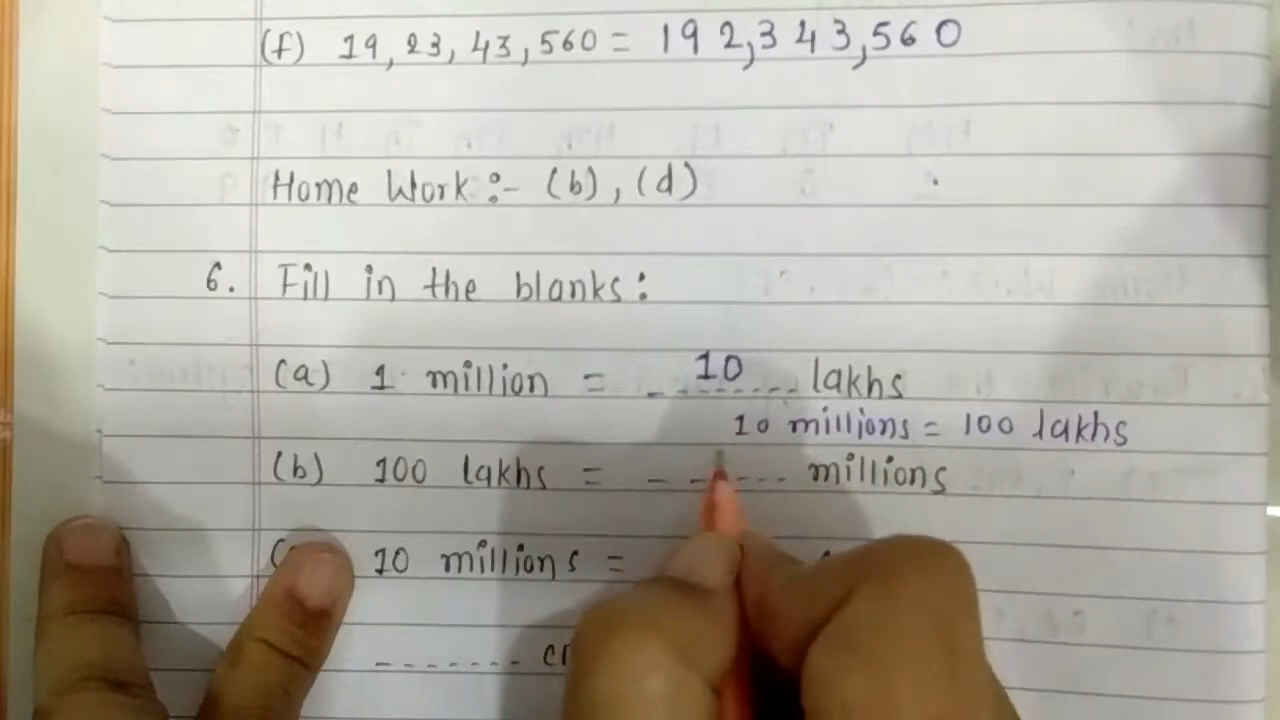 (f) 19, 23, 43, 560 = 192,343,560
Home Work :- (b), (d)
6. Fill in the blanks :
(a) 1 million = ---10--- lakhs
10 millions = 100 lakhs
(b) 100 lakhs = ------ millions
10 millions =
-------